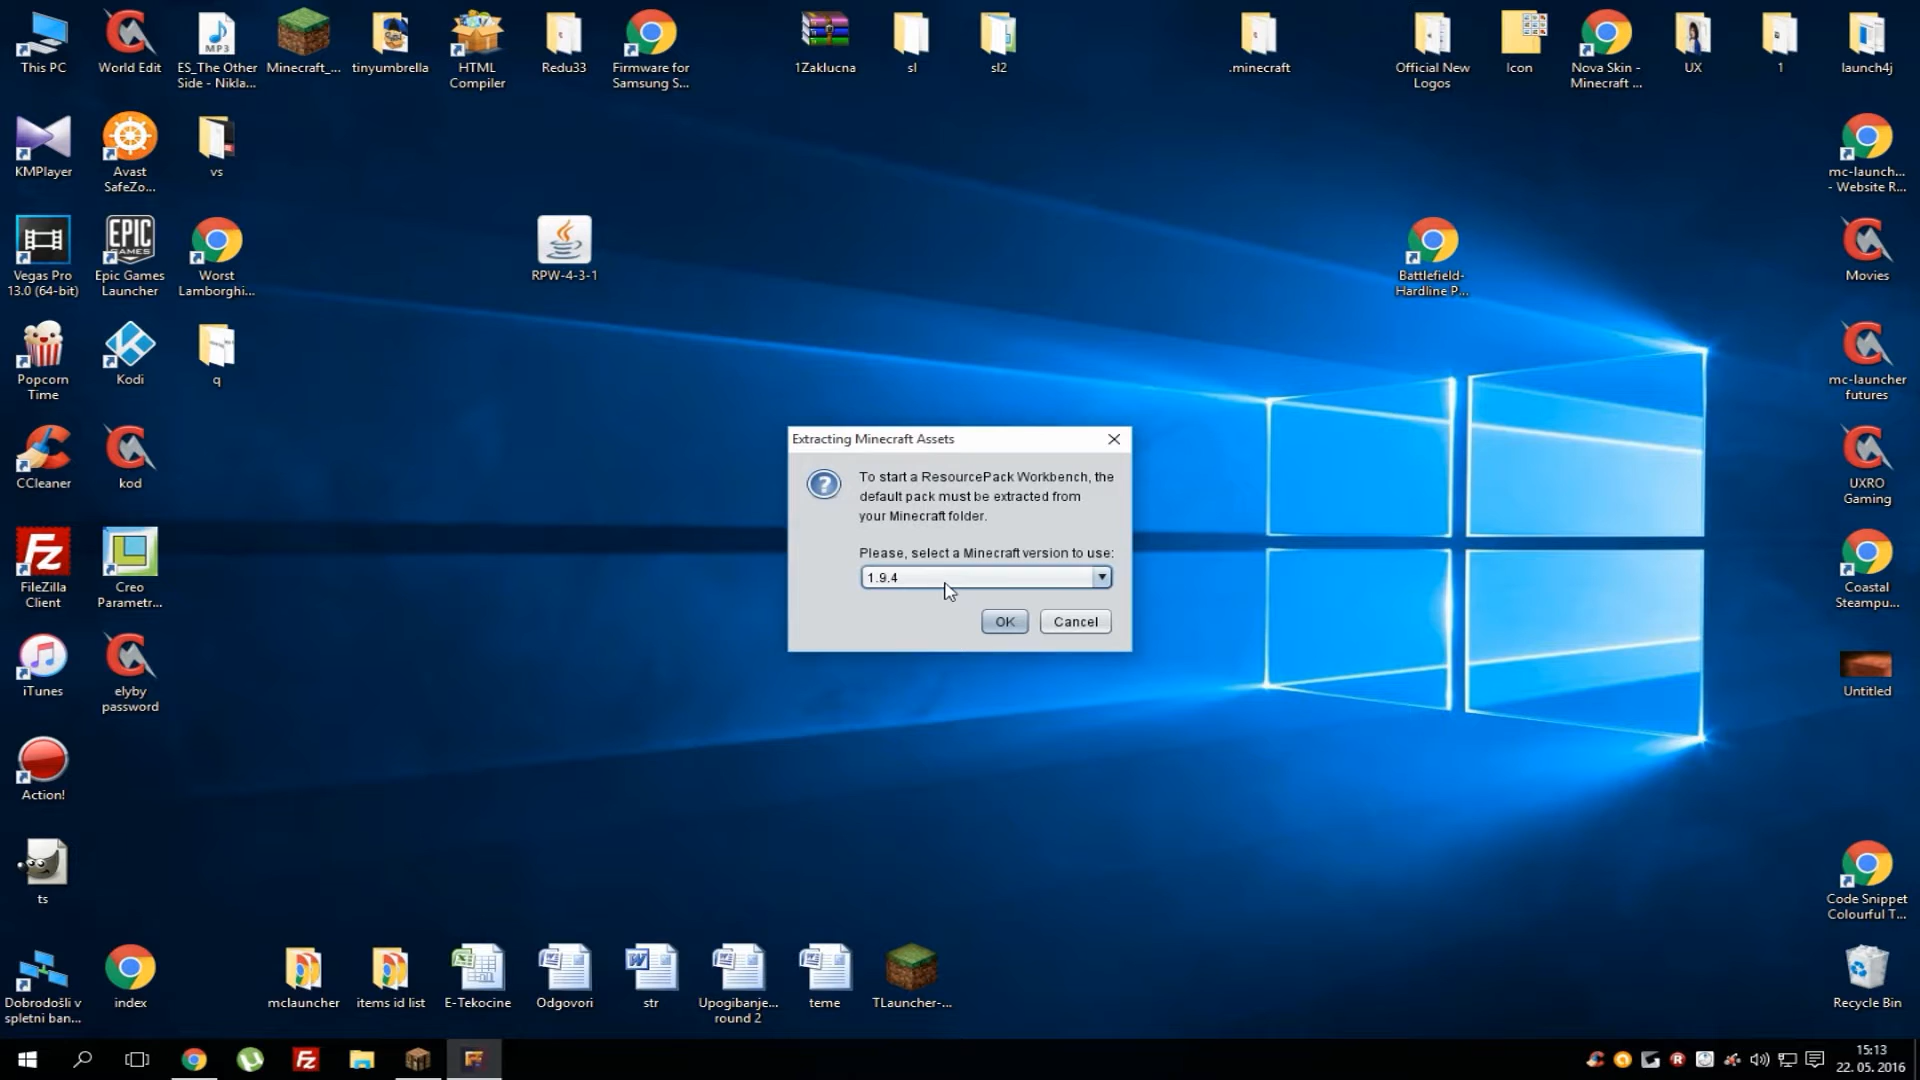 This PC
World Edit
ES_The Other
Side - Nikla...
Minecraft_...
tinyumbrella
HTML
Compiler
Redu33
Firmware for
Samsung S...
1Zaklucna
sl
sl2
.minecraft
Official New
Logos
Icon
Nova Skin -
Minecraft ...
UX
1
launch4j
MP3
KMPlayer
Avast
SafeZo...
vs
mc-launch...
- Website R...
Vegas Pro
13.0 (64-bit)
EPIC
GAMES
Epic Games
Launcher
Worst
Lamborghi...
RPW-4-3-1
Battlefield-
Hardline P...
Movies
Popcorn
Time
Kodi
q
mc-launcher
futures
CCleaner
kod
UXRO
Gaming
Extracting Minecraft Assets
To start a ResourcePack Workbench, the
default pack must be extracted from
your Minecraft folder.
Please, select a Minecraft version to use:
1.9.4
OK
Cancel
Fz
FileZilla
Client
Creo
Parametr...
Coastal
Steampu...
iTunes
elyby
password
Untitled
Action!
ts
Code Snippet
Colourful T...
Dobrodošli v
spletni ban...
index
mclauncher
items id list
E-Tekocine
Odgovori
str
Upogibanje...
round 2
teme
TLauncher-...
Recycle Bin
Fz
15:13
22. 05. 2016